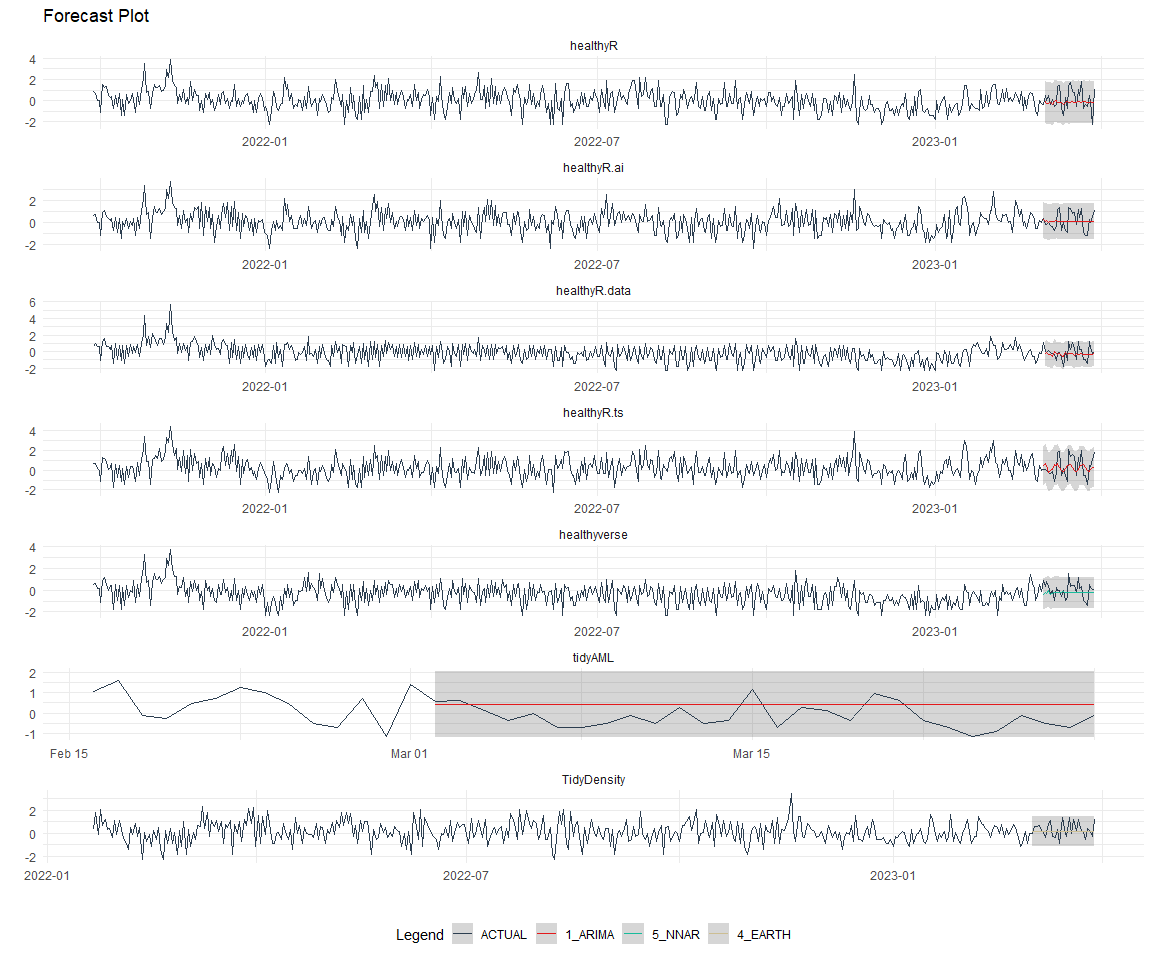 Forecast Plot
healthyR
4
2
0
-2
2022-01 2022-07 2023-01
healthyR.ai
2
0
-2
2022-01 2022-07 2023-01
healthyR.data
6
4
2
0
-2
2022-01 2022-07 2023-01
healthyR.ts
4
2
0
-2
2022-01 2022-07 2023-01
healthyverse
4
2
0
-2
2022-01 2022-07 2023-01
tidyAML
2
1
0
-1
Feb 15 Mar 01 Mar 15
TidyDensity
2
0
-2
2022-01 2022-07 2023-01
Legend ACTUAL 1_ARIMA 5_NNAR 4_EARTH